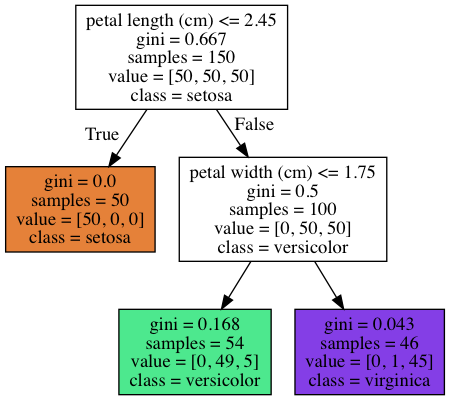 petal length (cm) <= 2.45
gini = 0.667
samples = 150
value = [50, 50, 50]
class = setosa
True
False
gini = 0.0
samples = 50
value = [50, 0, 0]
class = setosa
petal width (cm) <= 1.75
gini = 0.5
samples = 100
value = [0, 50, 50]
class = versicolor
gini = 0.168
samples = 54
value = [0, 49, 5]
class = versicolor
gini = 0.043
samples = 46
value = [0, 1, 45]
class = virginica